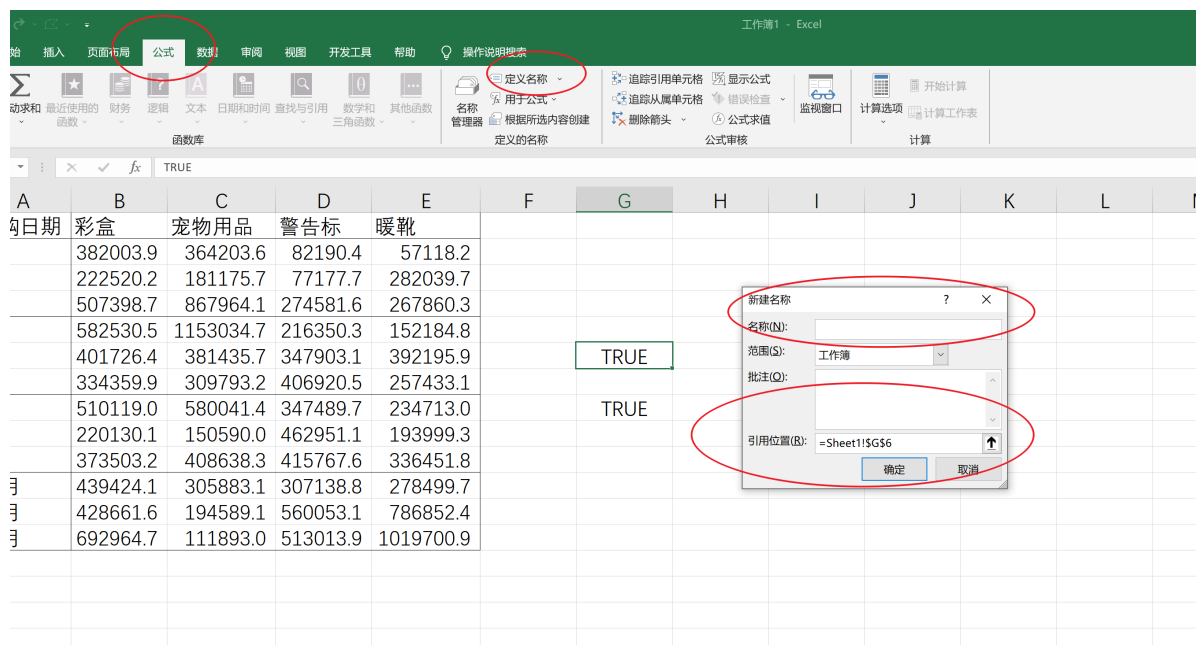 工作簿1 - Excel
始 插入 页面布局 公式 数据 审阅 视图 开发工具 帮助 操作说明搜索
动求和 最近使用的函数 财务 逻辑 文本 日期和时间 查找与引用 数学和三角函数 其他函数
函数库
名称管理器
定义名称
用于公式
根据所选内容创建
定义的名称
追踪引用单元格 显示公式
追踪从属单元格 错误检查
删除箭头 公式求值
公式审核
监视窗口
计算选项
开始计算
计算工作表
计算
fx TRUE
A B C D E F G H I J K L
购日期 彩盒 宠物用品 警告标 暖靴
382003.9 364203.6 82190.4 57118.2
222520.2 181175.7 77177.7 282039.7
507398.7 867964.1 274581.6 267860.3
582530.5 1153034.7 216350.3 152184.8
401726.4 381435.7 347903.1 392195.9 TRUE
334359.9 309793.2 406920.5 257433.1
510119.0 580041.4 347489.7 234713.0 TRUE
220130.1 150590.0 462951.1 193999.3
373503.2 408638.3 415767.6 336451.8
月 439424.1 305883.1 307138.8 278499.7
月 428661.6 194589.1 560053.1 786852.4
月 692964.7 111893.0 513013.9 1019700.9
新建名称 ? ×
名称(N):
范围(S): 工作簿
批注(O):
引用位置(R): =Sheet1!$G$6
确定 取消